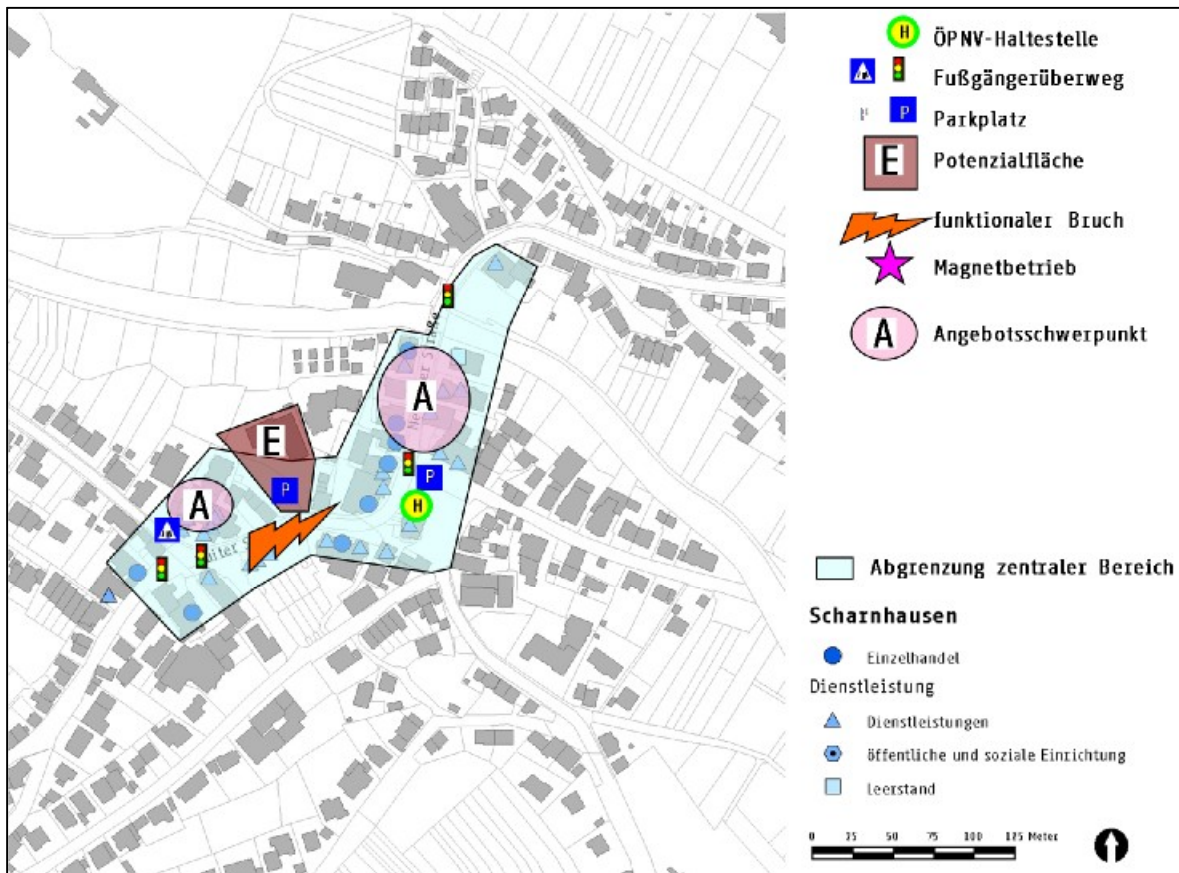 H
ÖPNV-Haltestelle
Fußgängerüberweg
P
P
Parkplatz
E
Potenzialfläche
funktionaler Bruch
Magnetbetrieb
A
Angebotsschwerpunkt
A
E
P
P
A
H
Abgrenzung zentraler Bereich
Scharnhausen
Einzelhandel
Dienstleistung
Dienstleistungen
öffentliche und soziale Einrichtung
leerstand
0 25 50 75 100 125 Meter